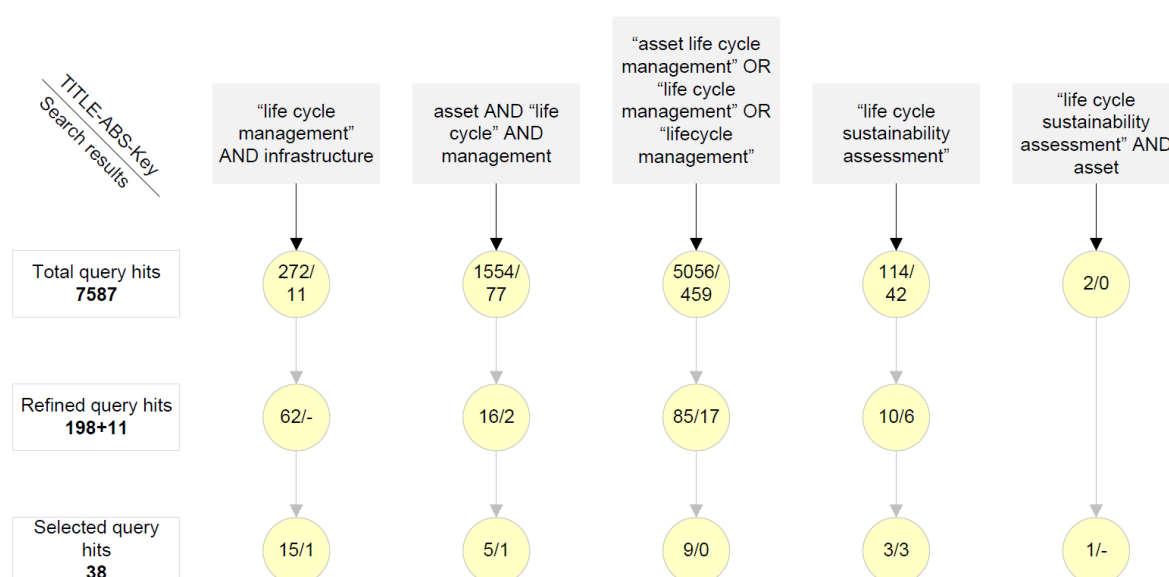 TITLE-ABS-Key
Search results
“life cycle
management”
AND infrastructure
asset AND “life
cycle” AND
management
“asset life cycle
management” OR
“life cycle
management” OR
“lifecycle
management”
“life cycle
sustainability
assessment”
“life cycle
sustainability
assessment” AND
asset
Total query hits
7587
272/
11
1554/
77
5056/
459
114/
42
2/0
Refined query hits
198+11
62/-
16/2
85/17
10/6
Selected query
hits
38
15/1
5/1
9/0
3/3
1/-